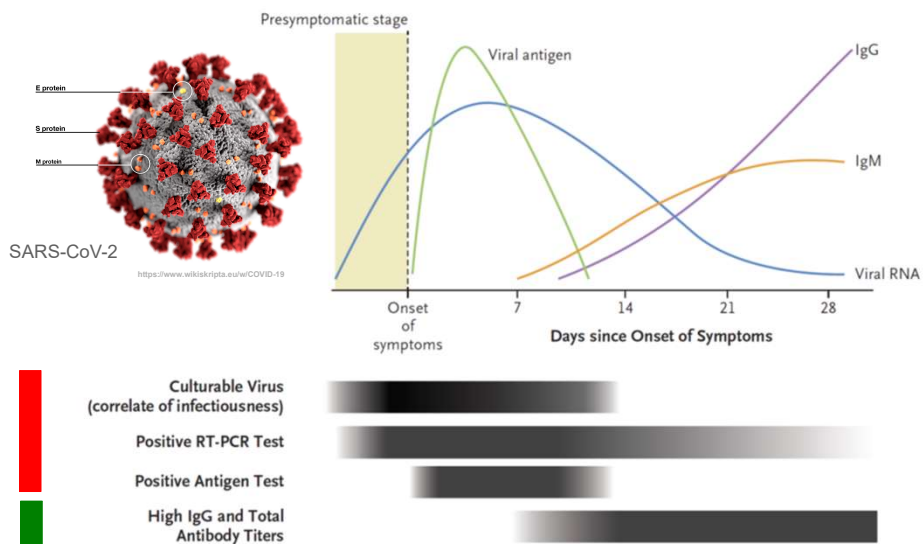 Presymptomatic stage
E protein
S protein
M protein
SARS-CoV-2
https://www.wikiskripta.eu/w/COVID-19
Viral antigen
IgG
IgM
Viral RNA
Onset
of
symptoms
7
14
21
28
Days since Onset of Symptoms
Culturable Virus
(correlate of infectiousness)
Positive RT-PCR Test
Positive Antigen Test
High IgG and Total
Antibody Titers